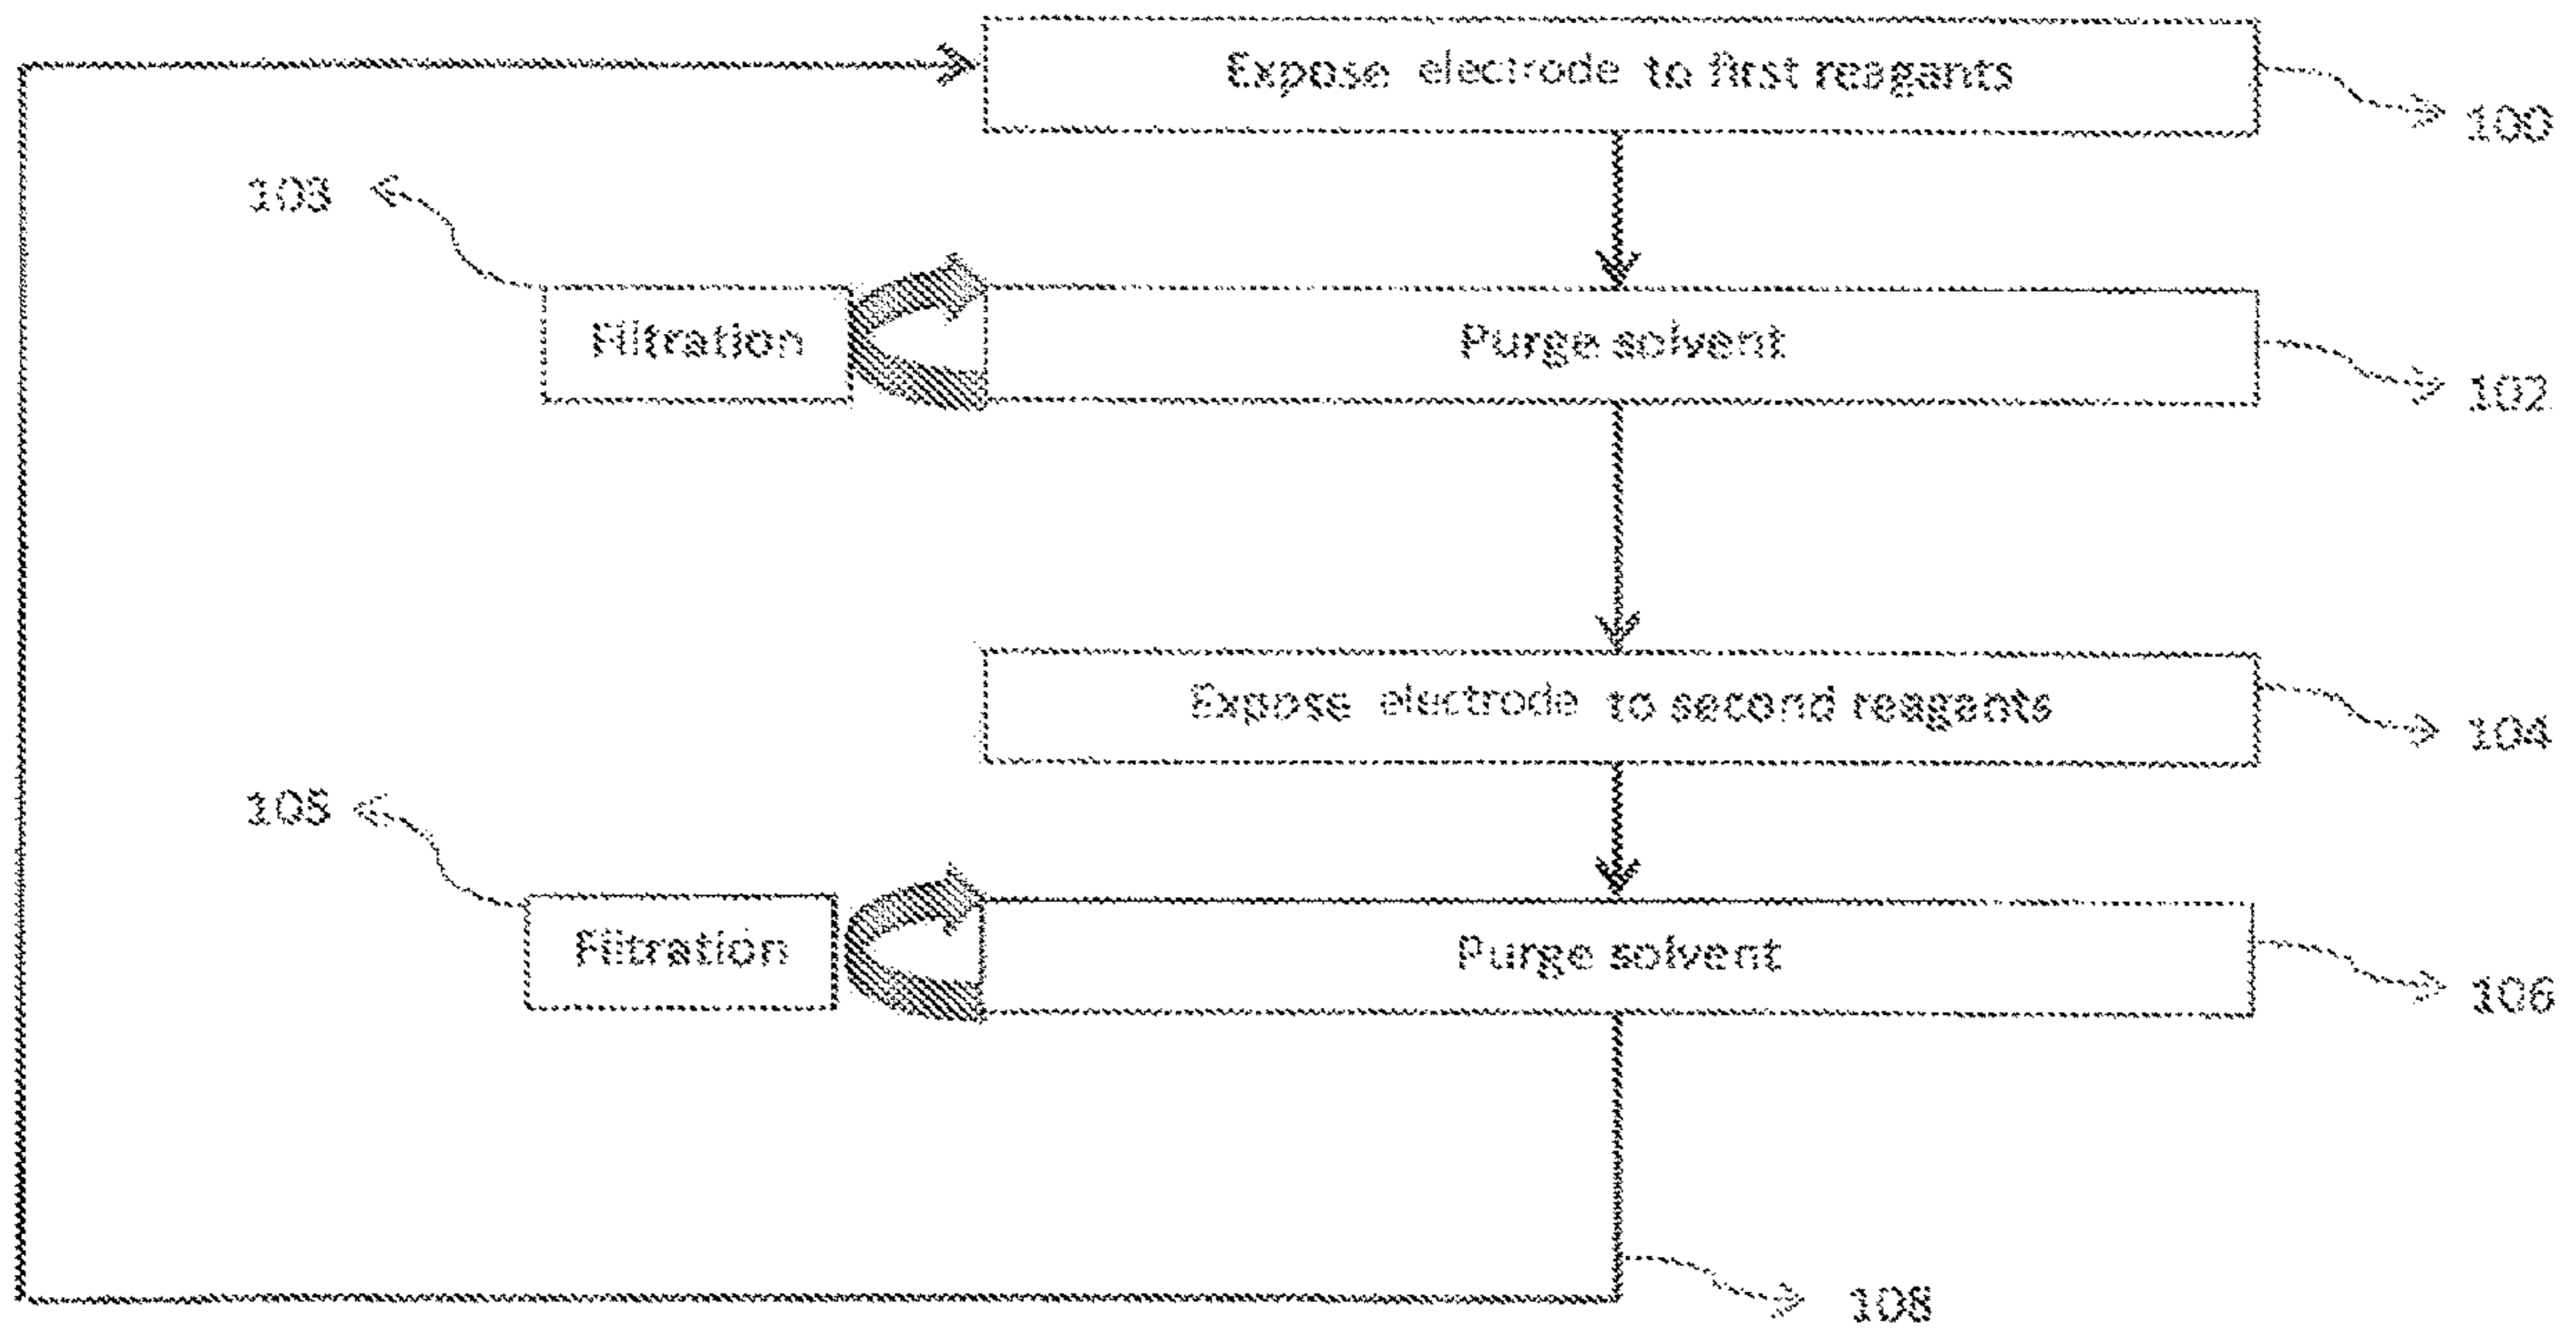 Expose electrode to first reagants
100
103
Filtration
Purge solvent
102
Expose electrode to second reagants
104
105
Filtration
Purge solvent
106
108